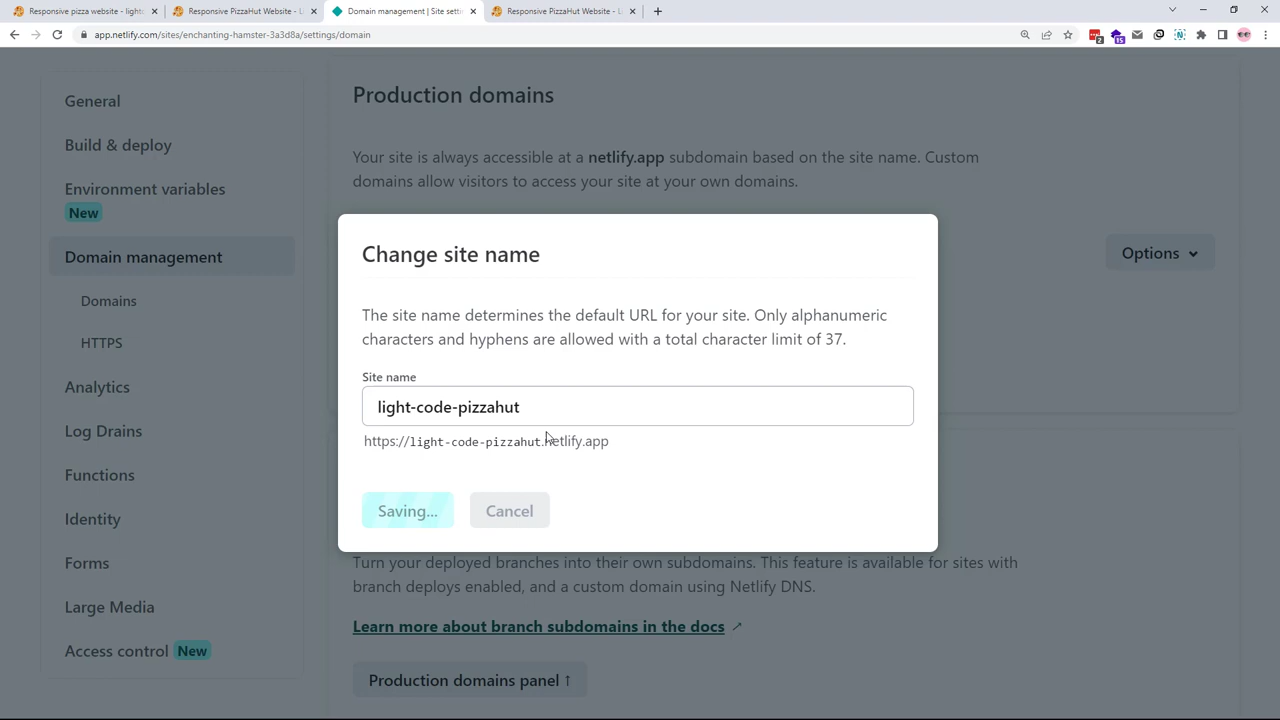 Responsive pizza website - light
Responsive PizzaHut Website - L
Domain management | Site setti
Responsive PizzaHut Website - L
app.netlify.com/sites/enchanting-hamster-3a3d8a/settings/domain
2
15
General
Build & deploy
Environment variables
New
Domain management
Domains
HTTPS
Analytics
Log Drains
Functions
Identity
Forms
Large Media
Access control New
Production domains
Your site is always accessible at a netlify.app subdomain based on the site name. Custom
domains allow visitors to access your site at your own domains.
Options
Change site name
The site name determines the default URL for your site. Only alphanumeric
characters and hyphens are allowed with a total character limit of 37.
Site name
light-code-pizzahut
https://light-code-pizzahut.netlify.app
Saving...
Cancel
Turn your deployed branches into their own subdomains. This feature is available for sites with
branch deploys enabled, and a custom domain using Netlify DNS.
Learn more about branch subdomains in the docs ↗
Production domains panel ↑